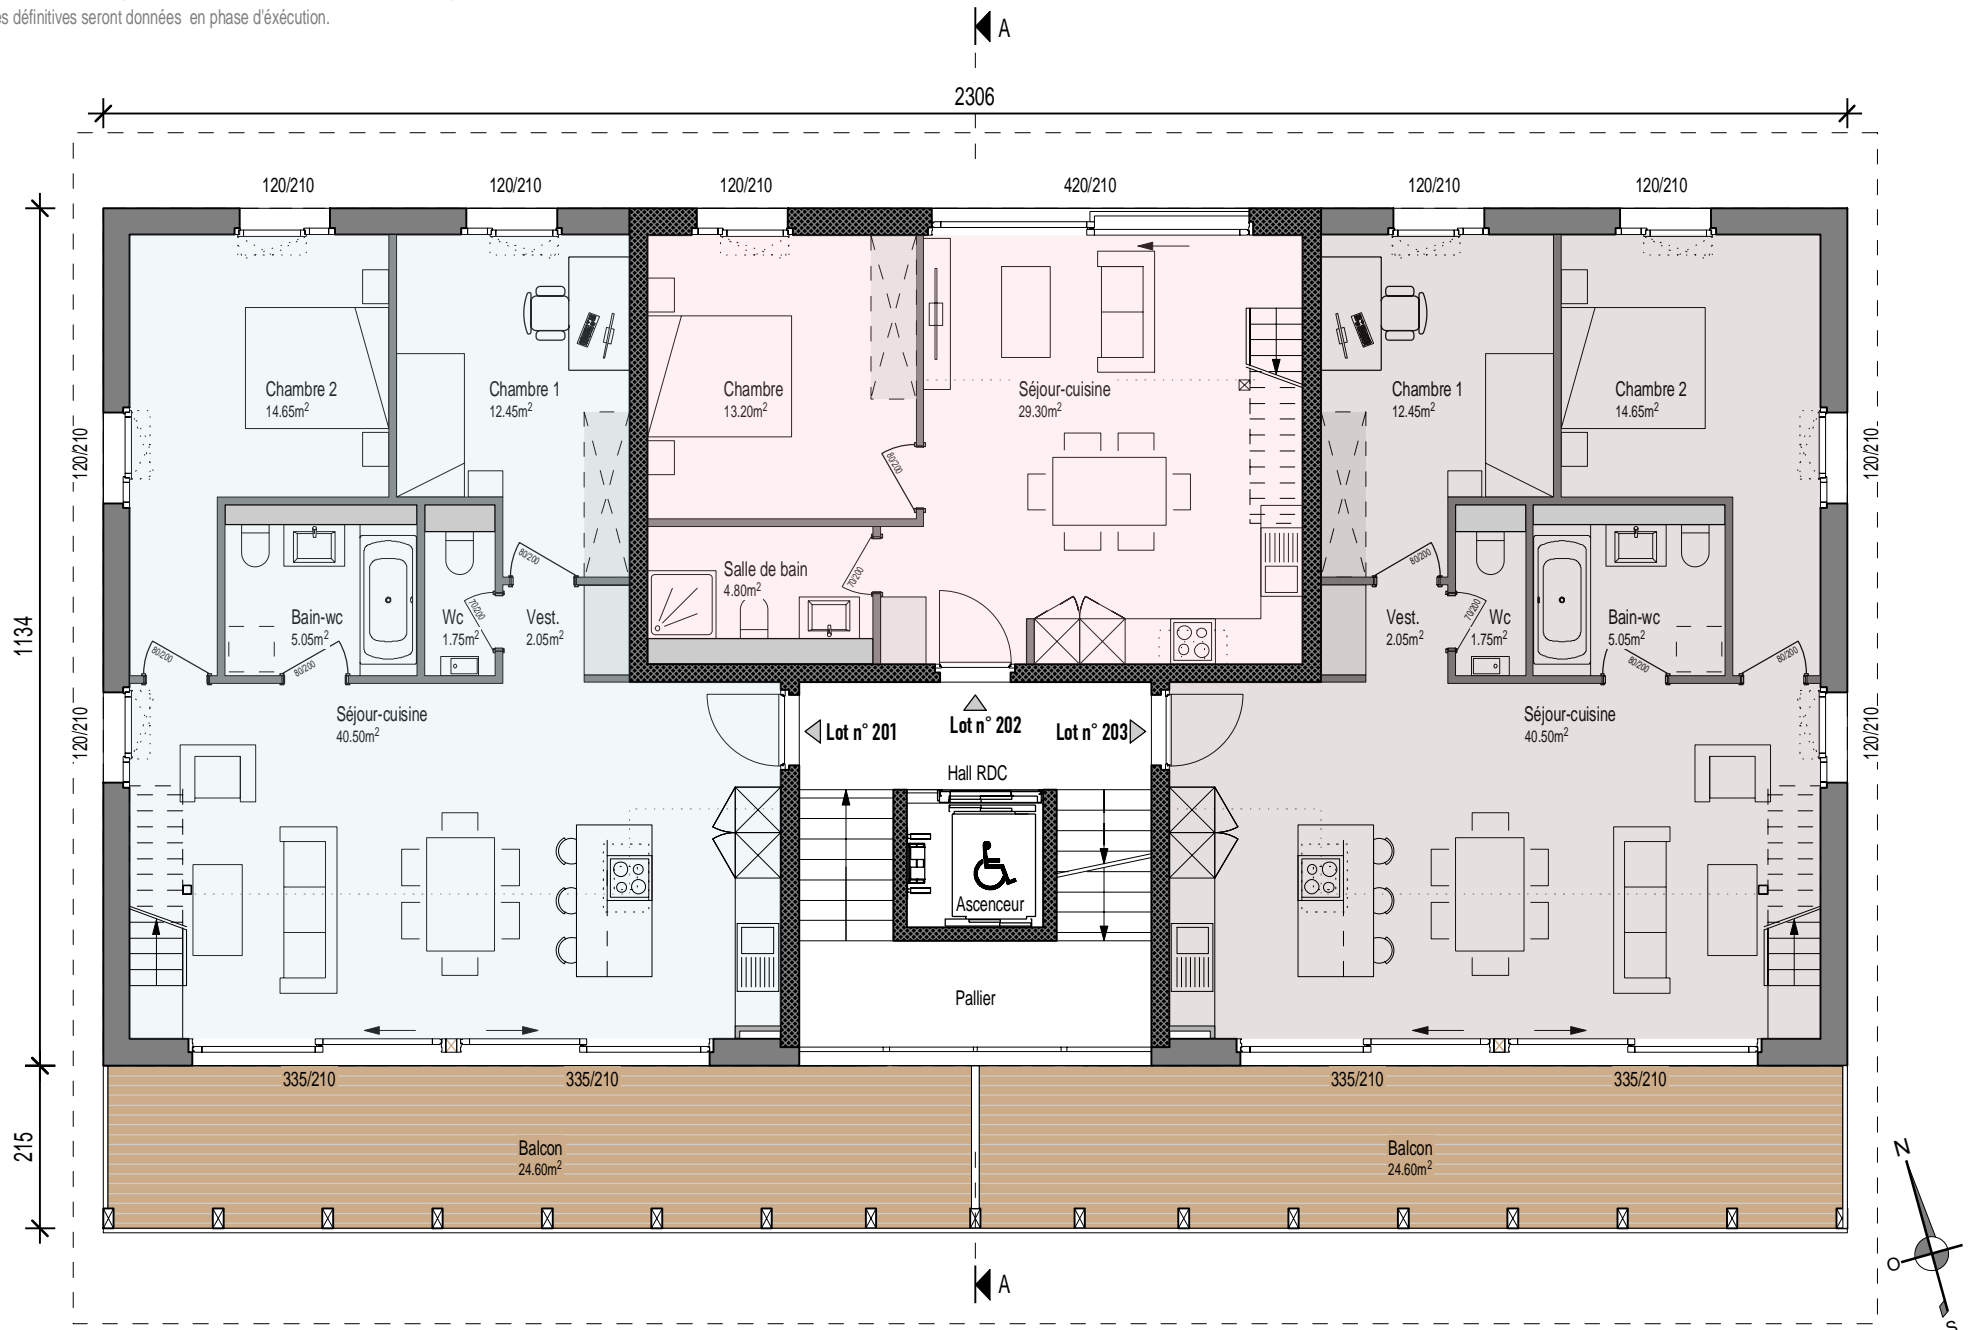 es définitives seront données en phase d'éxécution.
A
2306
120/210
120/210
120/210
420/210
120/210
120/210
1134
215
120/210
120/210
120/210
120/210
Chambre 2
14.65m²
Chambre 1
12.45m²
Chambre
13.20m²
Séjour-cuisine
29.30m²
Chambre 1
12.45m²
Chambre 2
14.65m²
80/200
80/200
70/200
80/200
Salle de bain
4.80m²
70/200
Bain-wc
5.05m²
Wc
1.75m²
Vest.
2.05m²
80/200
80/200
Vest.
2.05m²
Wc
1.75m²
Bain-wc
5.05m²
80/200
70/200
80/200
80/200
Séjour-cuisine
40.50m²
Lot n° 201
Lot n° 202
Lot n° 203
Séjour-cuisine
40.50m²
Hall RDC
Ascenceur
Pallier
335/210
335/210
335/210
335/210
Balcon
24.60m²
Balcon
24.60m²
A
N
O
S